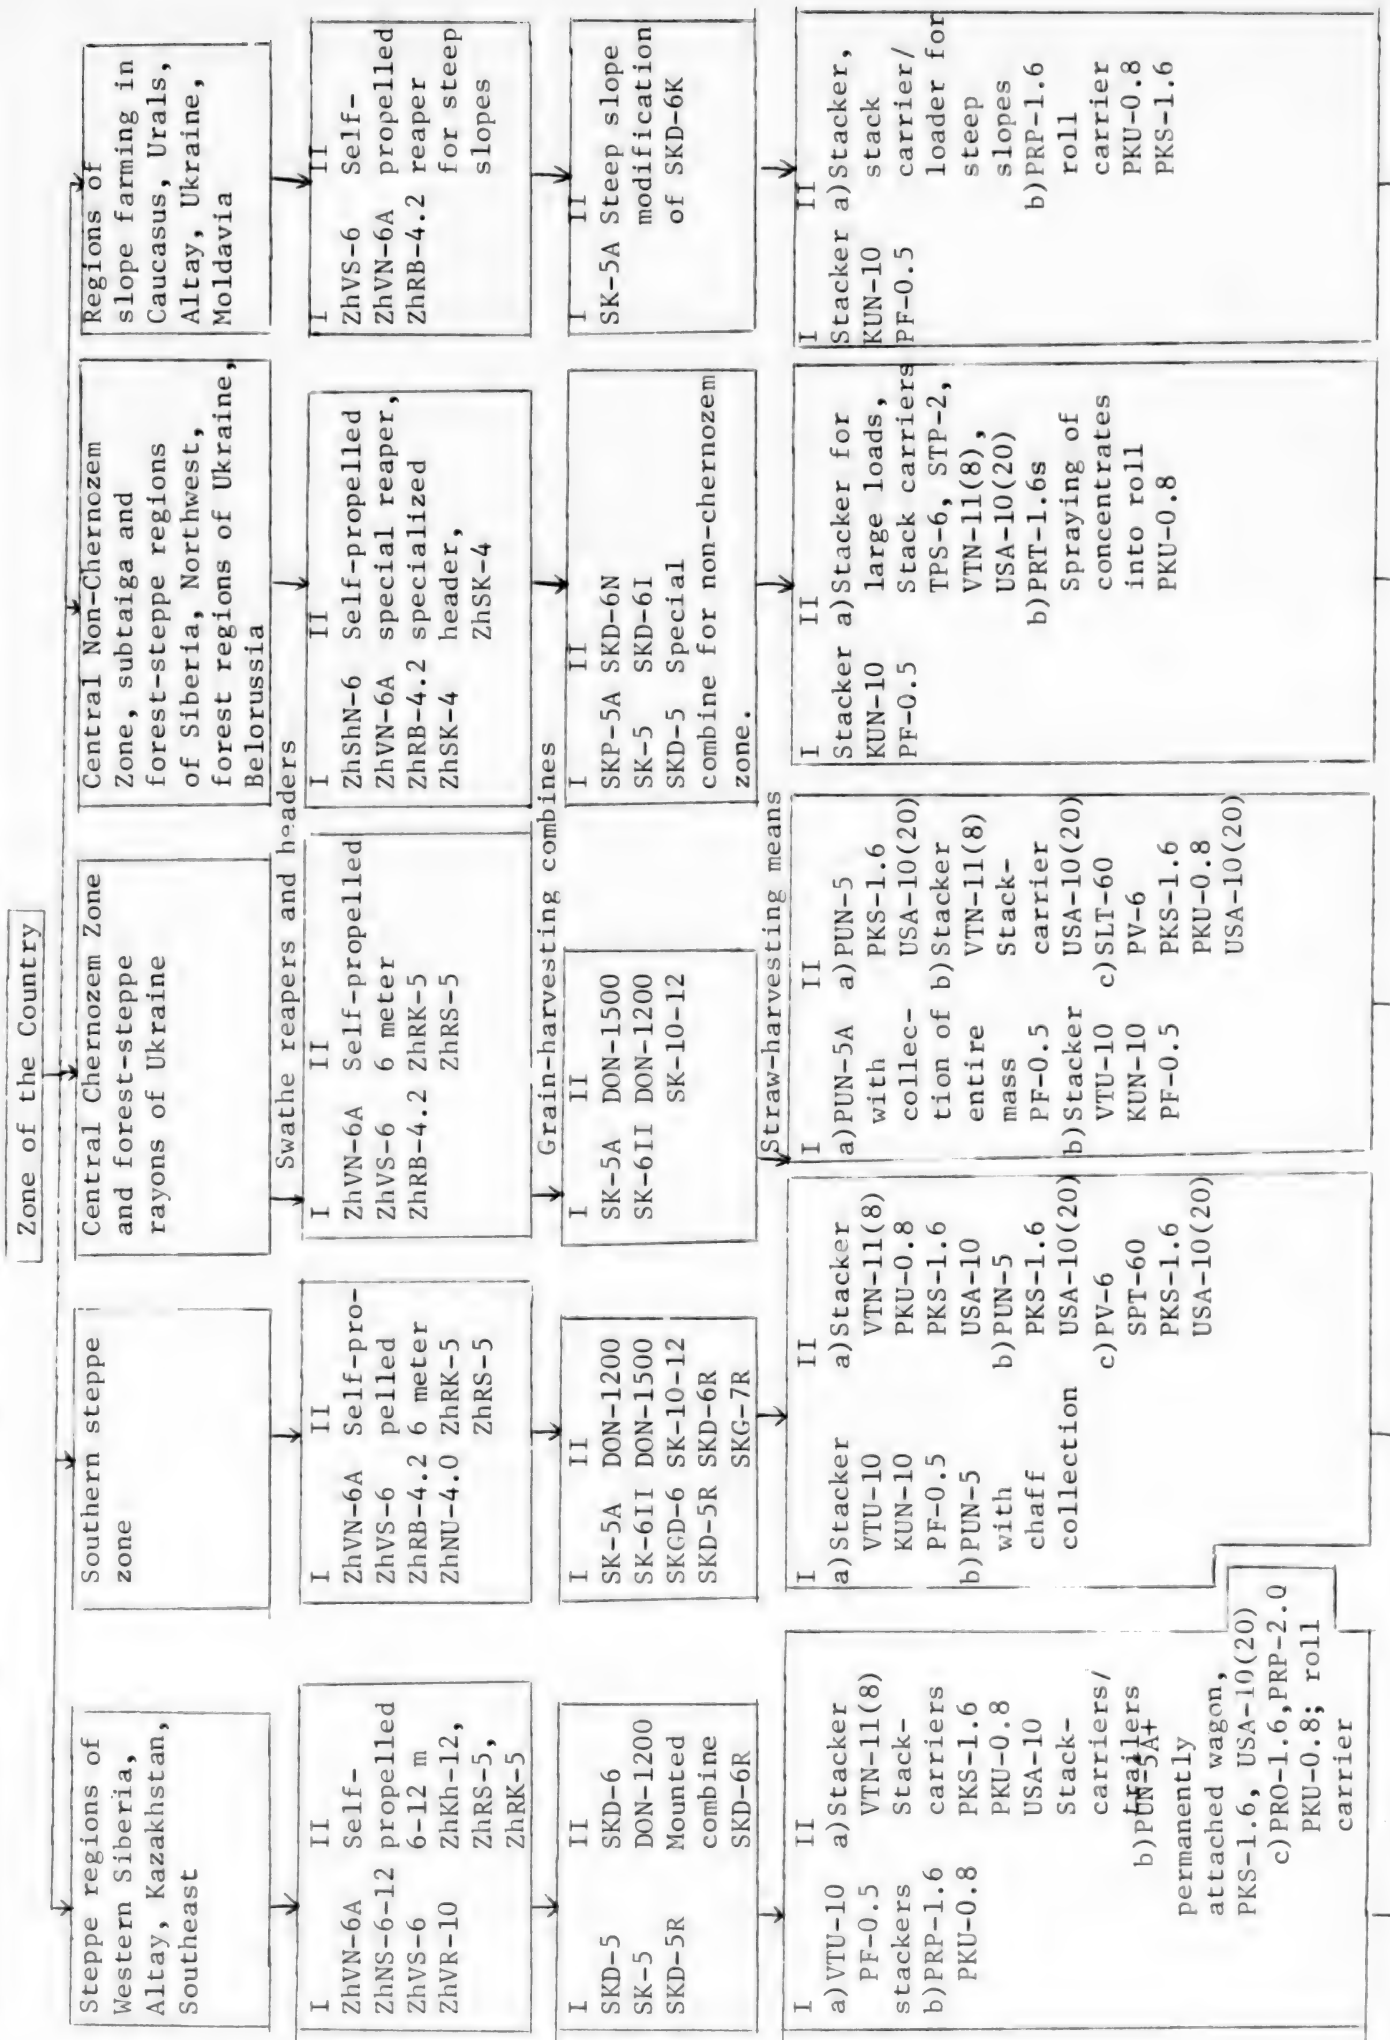 Zone of the Country
Steppe regions of
Western Siberia,
Altay, Kazakhstan,
Southeast
Southern steppe
zone
Central Chernozem Zone
and forest-steppe
rayons of Ukraine
Central Non-Chernozem
Zone, subtaiga and
forest-steppe regions
of Siberia, Northwest,
forest regions of Ukraine,
Belorussia
Regions of
slope farming in
Caucasus, Urals,
Altay, Ukraine,
Moldavia
Swathe reapers and headers
I II
ZhVN-6A Self-
ZhNS-6-12 propelled
ZhVS-6 6-12 m
ZhVR-10 ZhKh-12,
ZhRS-5,
ZhRK-5
I II
ZhVN-6A Self-pro-
ZhVS-6 pelled
ZhRB-4.2 6 meter
ZhNU-4.0 ZhRK-5
ZhRS-5
I II
ZhVN-6A Self-propelled
ZhVS-6 6 meter
ZhRB-4.2 ZhRK-5
ZhRS-5
I II
ZhShN-6 Self-propelled
ZhVN-6A special reaper,
ZhRB-4.2 specialized
ZhSK-4 header,
ZhSK-4
I II
ZhVS-6 Self-
ZhVN-6A propelled
ZhRB-4.2 reaper
for steep
slopes
Grain-harvesting combines
I II
SKD-5 SKD-6
SK-5 DON-1200
SKD-5R Mounted
combine
SKD-6R
I II
SK-5A DON-1200
SK-6II DON-1500
SKGD-6 SK-10-12
SKD-5R SKD-6R
SKG-7R
I II
SK-5A DON-1500
SK-6II DON-1200
SK-10-12
I II
SKP-5A SKD-6N
SK-5 SKD-6I
SKD-5 Special
combine for non-chernozem
zone.
I II
SK-5A Steep slope
modification
of SKD-6K
Straw-harvesting means
I II
a)VTU-10 a)Stacker
PF-0.5 VTN-11(8)
stackers Stack-
b)PRP-1.6 carriers
PKU-0.8 PKS-1.6
PKU-0.8
USA-10
Stack-
carriers/
trailers
b)PUN-5A+
permanently
attached wagon,
PKS-1.6, USA-10(20)
c)PRO-1.6,PRP-2.0
PKU-0.8; roll
carrier
I II
a)Stacker a)Stacker
VTU-10 VTN-11(8)
KUN-10 PKU-0.8
PF-0.5 PKS-1.6
b)PUN-5 USA-10
with b)PUN-5
chaff PKS-1.6
collection USA-10(20)
c)PV-6
SPT-60
PKS-1.6
USA-10(20)
I II
a)PUN-5A a)PUN-5
with PKS-1.6
collec- USA-10(20)
tion of b)Stacker
entire VTN-11(8)
mass Stack-
PF-0.5 carrier
b)Stacker USA-10(20)
VTU-10 c)SLT-60
KUN-10 PV-6
PF-0.5 PKS-1.6
PKU-0.8
USA-10(20)
I II
Stacker a)Stacker for
KUN-10 large loads,
PF-0.5 Stack carriers
TPS-6, STP-2,
VTN-11(8),
USA-10(20)
b)PRT-1.6s
Spraying of
concentrates
into roll
PKU-0.8
I II
Stacker a)Stacker,
KUN-10 stack
PF-0.5 carrier/
loader for
steep
slopes
b)PRP-1.6
roll
carrier
PKU-0.8
PKS-1.6